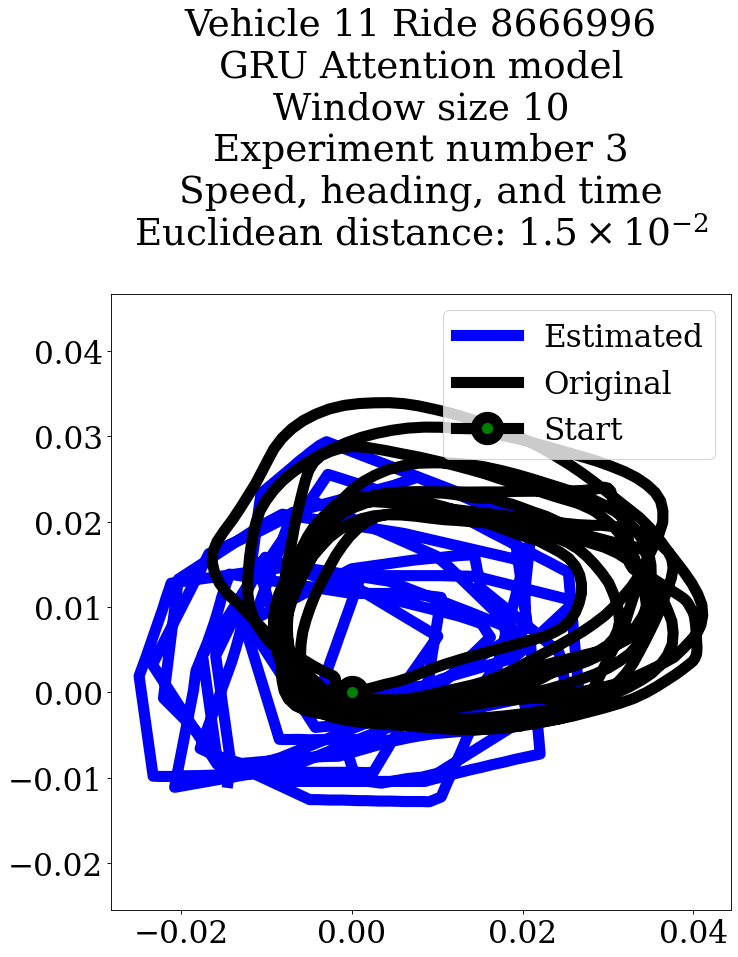 Vehicle 11 Ride 8666996
GRU Attention model
Window size 10
Experiment number 3
Speed, heading, and time
Euclidean distance: 1.5 × 10⁻²
Estimated
Original
Start
0.04
0.03
0.02
0.01
0.00
−0.01
−0.02
−0.02 0.00 0.02 0.04